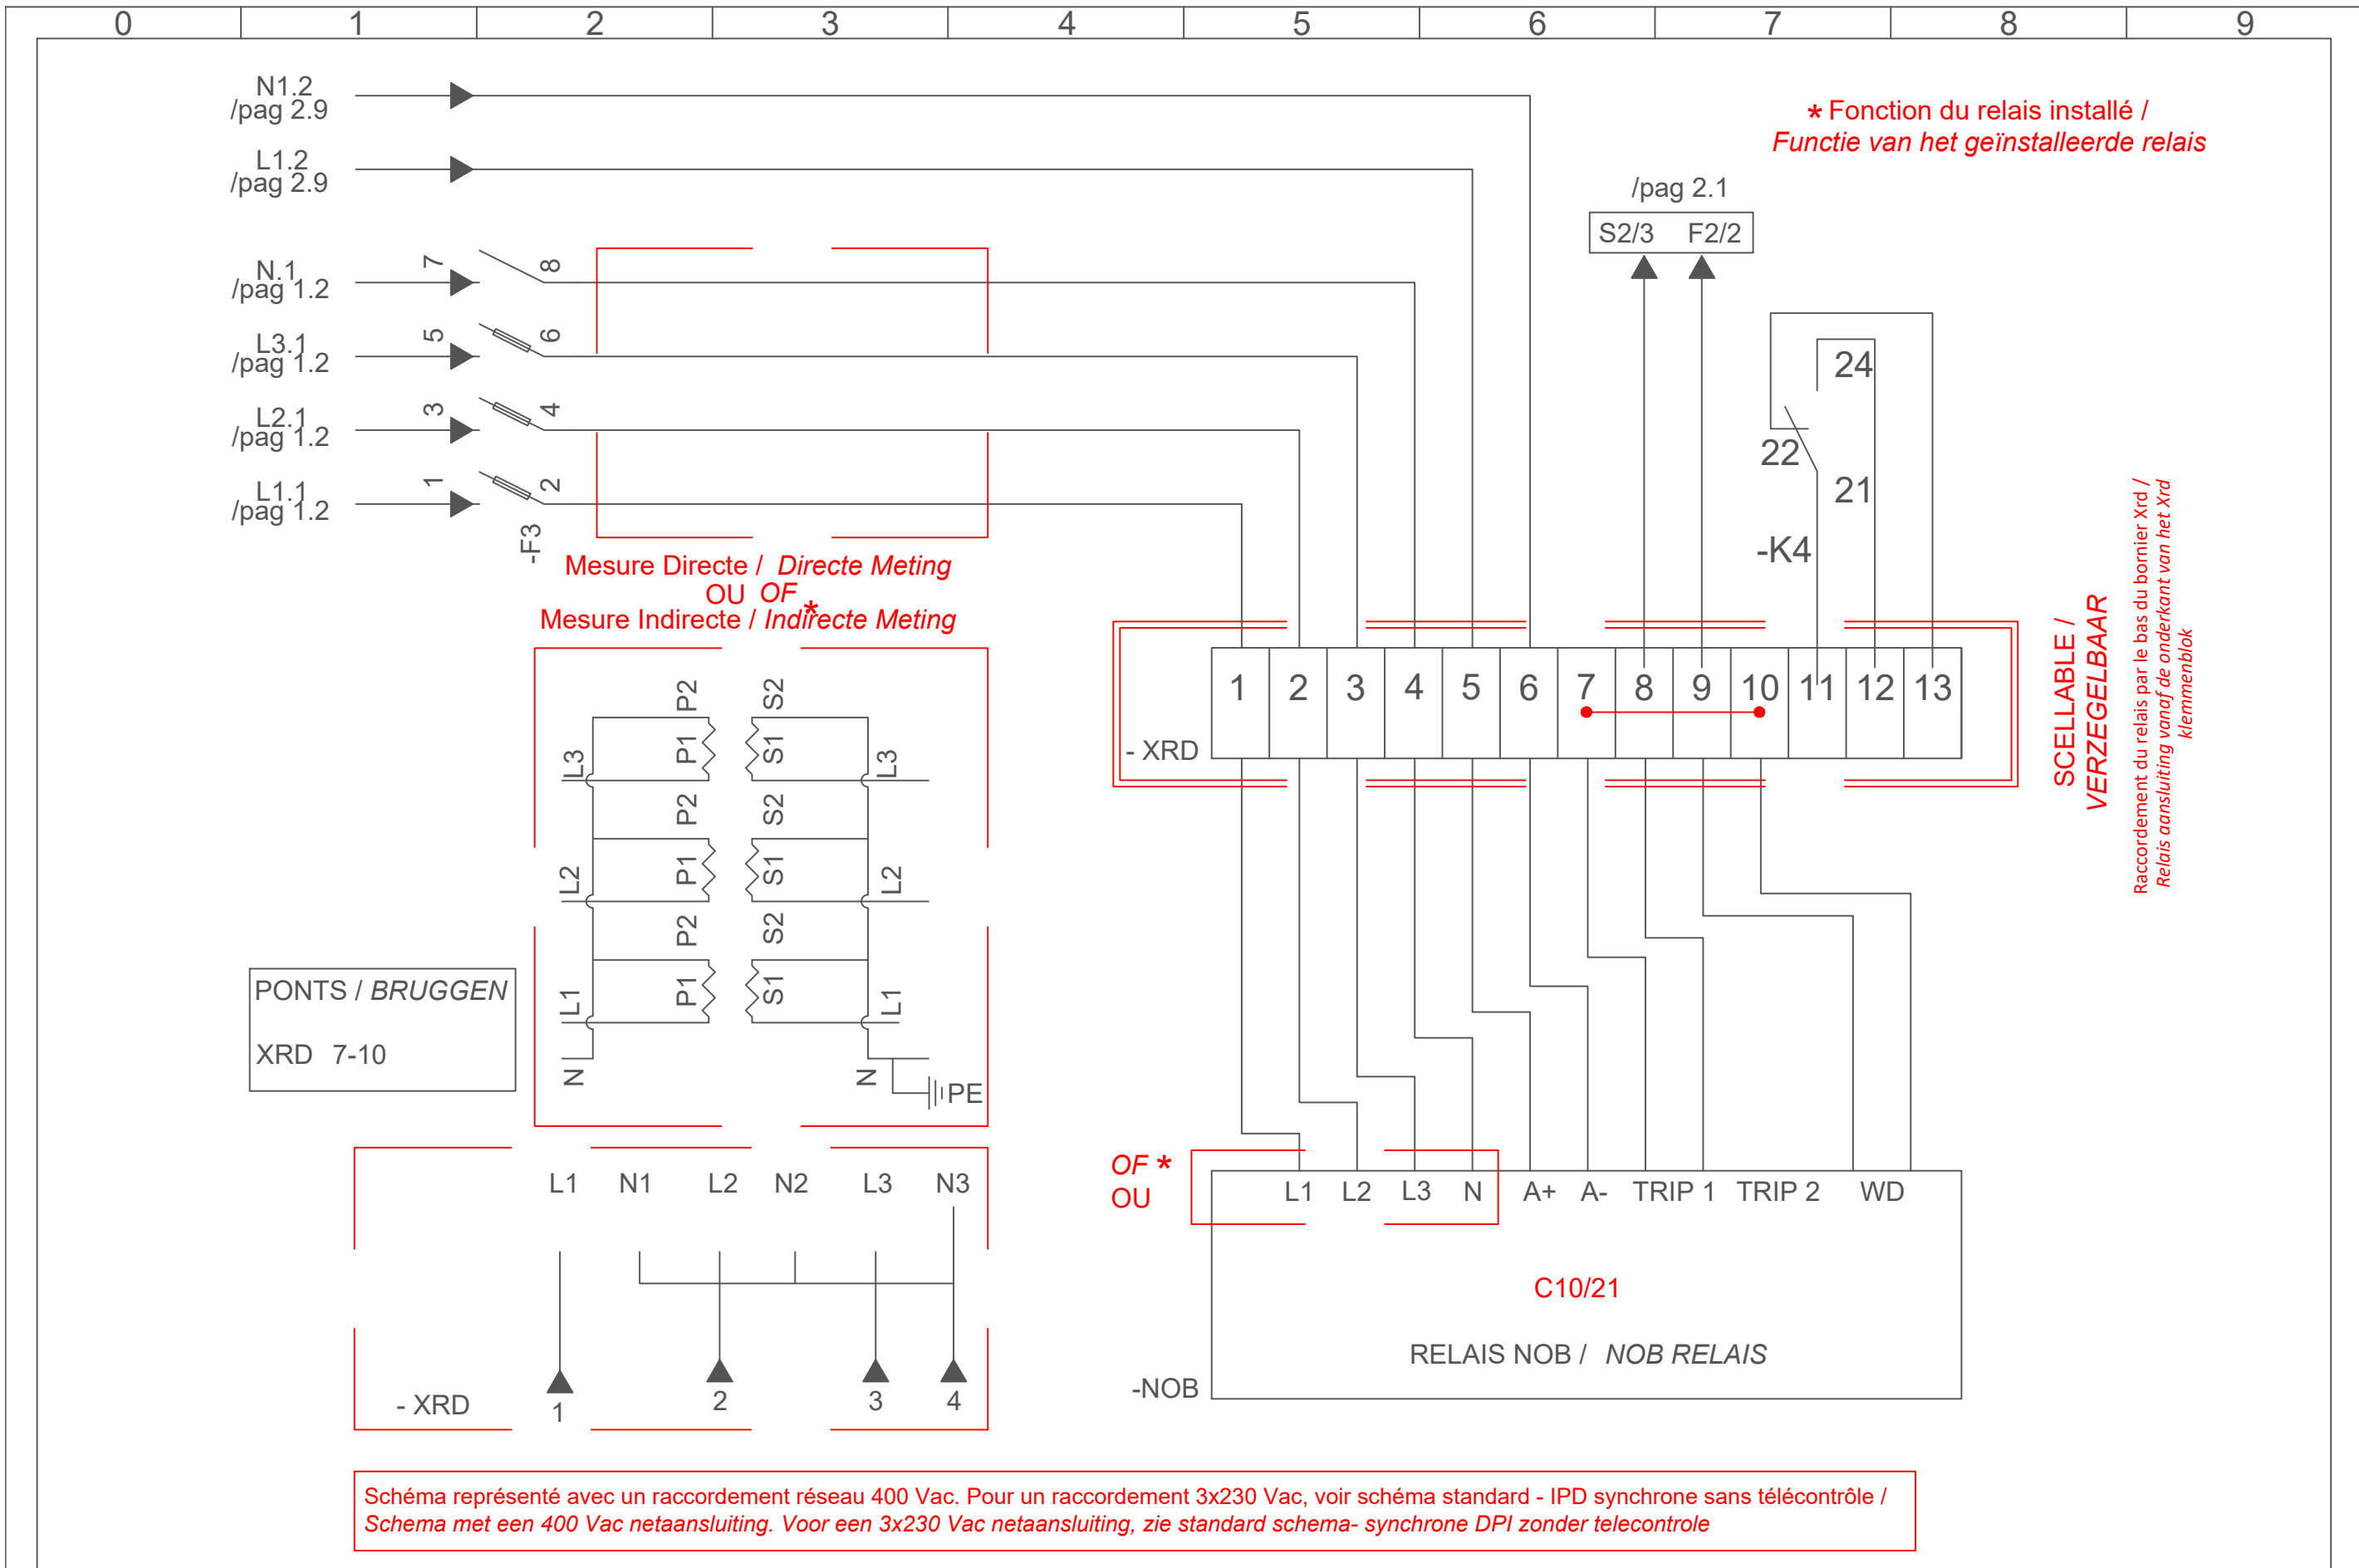 0 1 2 3 4 5 6 7 8 9
N1.2
/pag 2.9
L1.2
/pag 2.9
N.1
/pag 1.2
7 8
L3.1
/pag 1.2
5 6
L2.1
/pag 1.2
3 4
L1.1
/pag 1.2
1 2
-F3
* Fonction du relais installé /
Functie van het geïnstalleerde relais
/pag 2.1
S2/3 F2/2
24
22
21
-K4
Mesure Directe / Directe Meting
OU OF
*
Mesure Indirecte / Indirecte Meting
1 2 3 4 5 6 7 8 9 10 11 12 13
- XRD
SCELLABLE /
VERZEGELBAAR
Raccordement du relais par le bas du bornier Xrd /
Relais aansluiting vanaf de onderkant van het Xrd
klemmenblok
P2 S2
L3 P1 S1 L3
P2 S2
L2 P1 S1 L2
P2 S2
L1 P1 S1 L1
N N
PE
PONTS / BRUGGEN
XRD 7-10
L1 N1 L2 N2 L3 N3
- XRD
1 2 3 4
OF *
OU
L1 L2 L3 N A+ A- TRIP 1 TRIP 2 WD
C10/21
RELAIS NOB / NOB RELAIS
-NOB
Schéma représenté avec un raccordement réseau 400 Vac. Pour un raccordement 3x230 Vac, voir schéma standard - IPD synchrone sans télécontrôle /
Schema met een 400 Vac netaansluiting. Voor een 3x230 Vac netaansluiting, zie standard schema- synchrone DPI zonder telecontrole